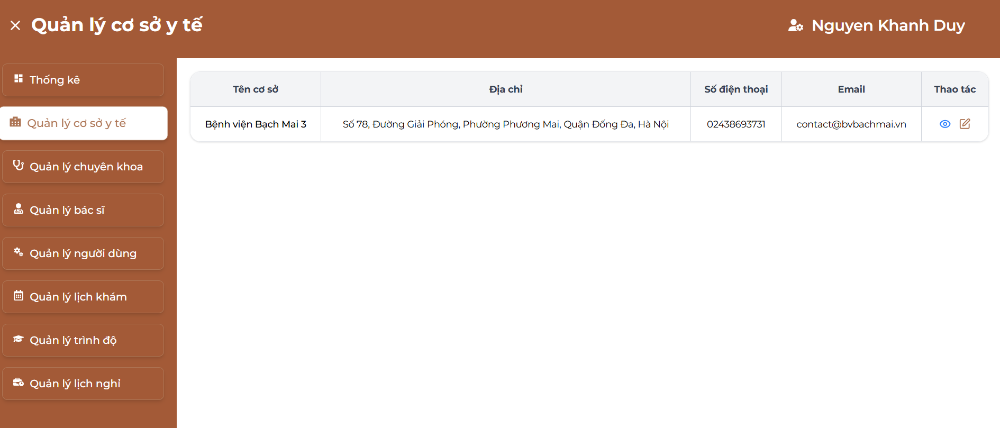 Quản lý cơ sở y tế
Nguyen Khanh Duy
Thống kê
Quản lý cơ sở y tế
Quản lý chuyên khoa
Quản lý bác sĩ
Quản lý người dùng
Quản lý lịch khám
Quản lý trình độ
Quản lý lịch nghỉ
Tên cơ sở Địa chỉ Số điện thoại Email Thao tác
Bệnh viện Bạch Mai 3 Số 78, Đường Giải Phóng, Phường Phương Mai, Quận Đống Đa, Hà Nội 02438693731 contact@bvbachmai.vn